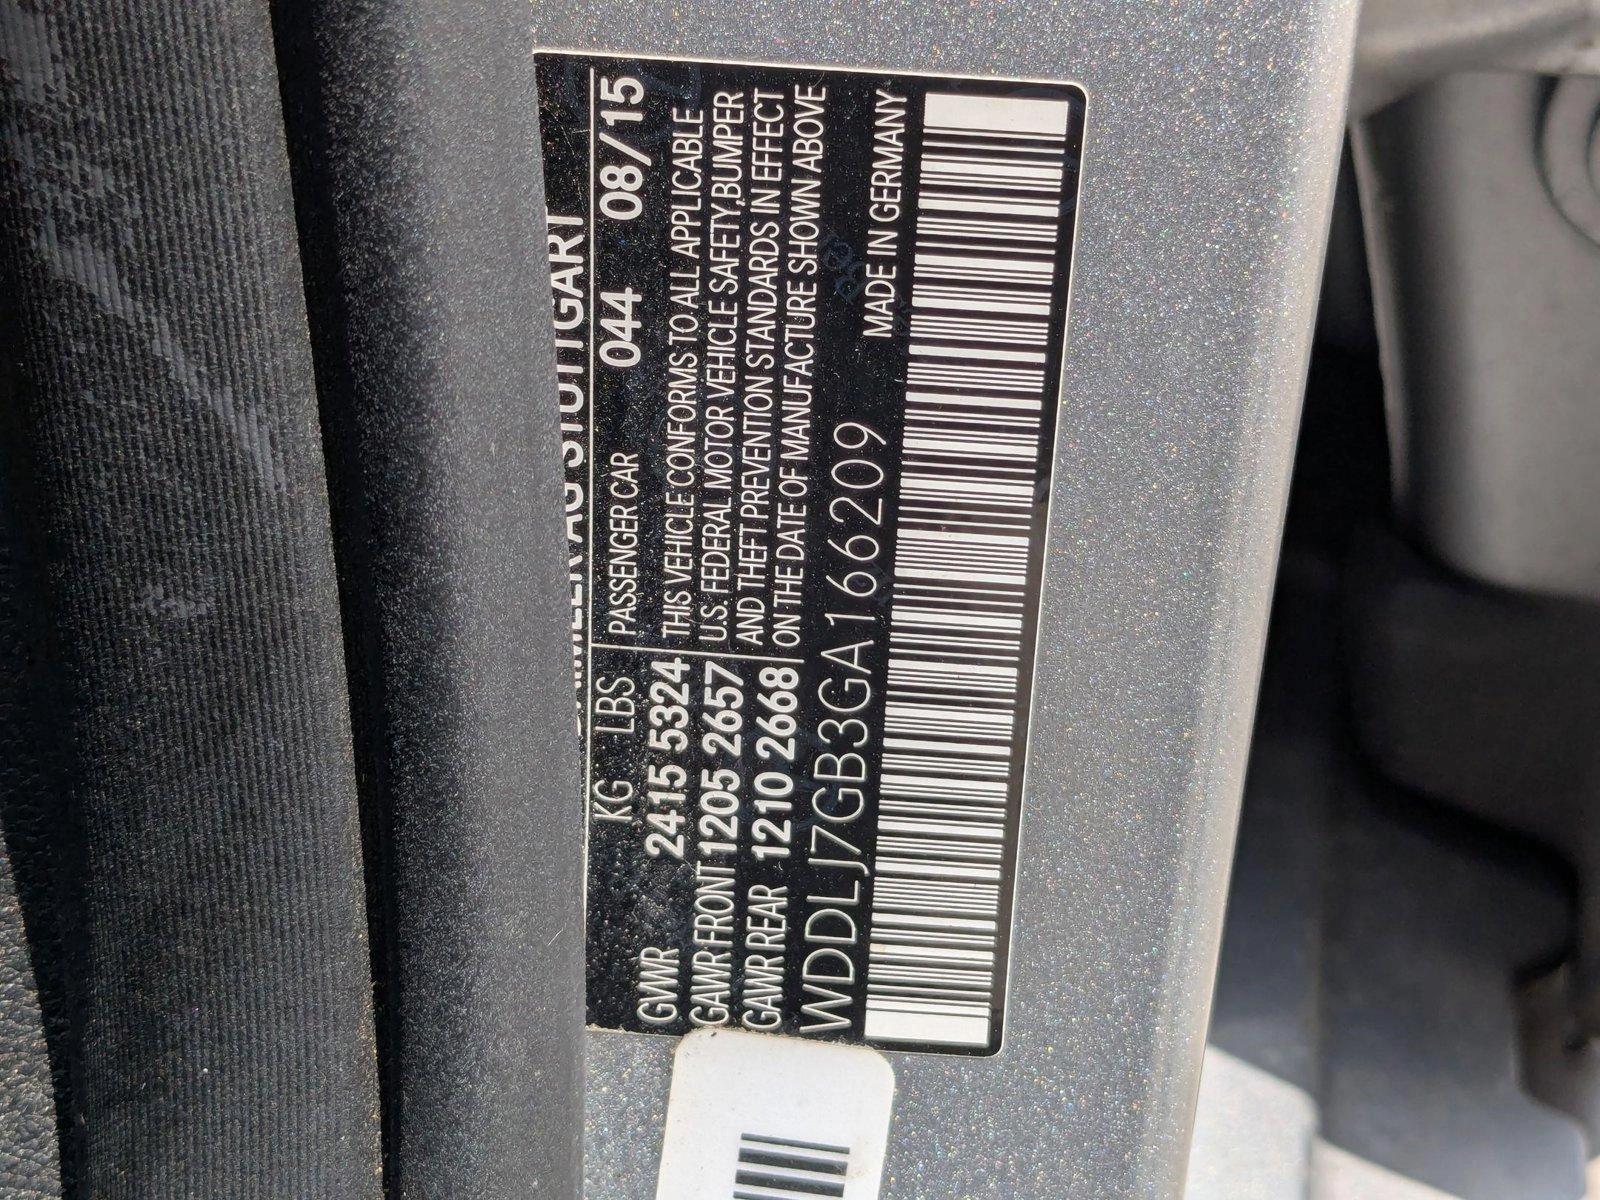 AG STUTTGART
PASSENGER CAR 044 08/15
KG LBS
GWWR 2415 5324
GAWR FRONT 1205 2657
GAWR REAR 1210 2668
THIS VEHICLE CONFORMS TO ALL APPLICABLE
U.S. FEDERAL MOTOR VEHICLE SAFETY,BUMPER
AND THEFT PREVENTION STANDARDS IN EFFECT
ON THE DATE OF MANUFACTURE SHOWN ABOVE
WDDLJ7GB3GA166209 MADE IN GERMANY